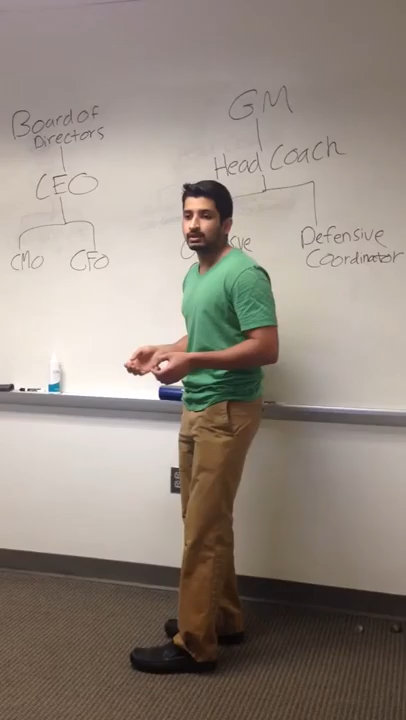 Board of
Directors
CEO
CMO
CFO
GM
Head Coach
Defensive
Coordinator